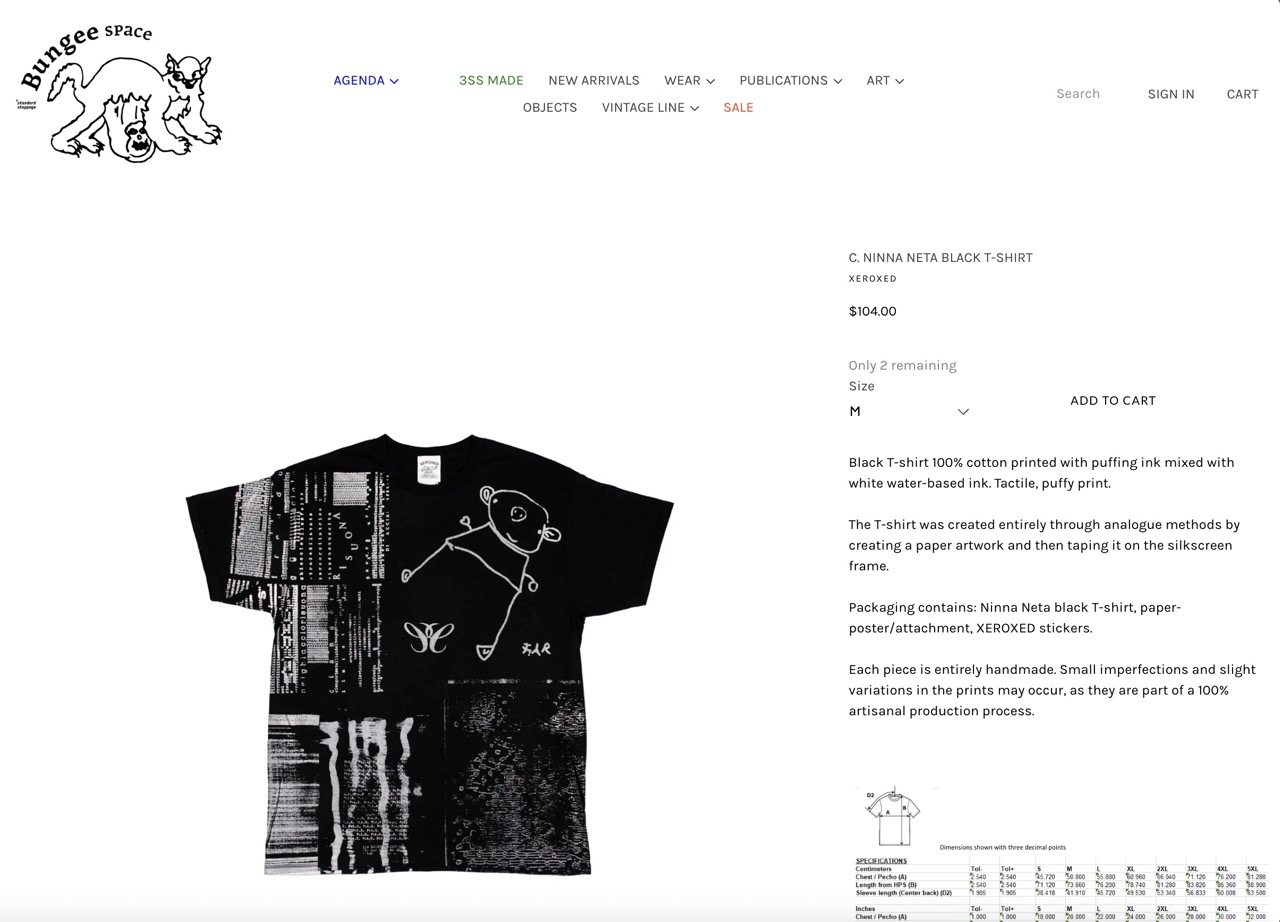 Bungee SPACE
standard
stoppage
AGENDA
3SS MADE
NEW ARRIVALS
WEAR
PUBLICATIONS
ART
OBJECTS
VINTAGE LINE
SALE
Search
SIGN IN
CART
C. NINNA NETA BLACK T-SHIRT
XEROXED
$104.00
Only 2 remaining
Size
M
ADD TO CART
Black T-shirt 100% cotton printed with puffing ink mixed with
white water-based ink. Tactile, puffy print.
The T-shirt was created entirely through analogue methods by
creating a paper artwork and then taping it on the silkscreen
frame.
Packaging contains: Ninna Neta black T-shirt, paper-
poster/attachment, XEROXED stickers.
Each piece is entirely handmade. Small imperfections and slight
variations in the prints may occur, as they are part of a 100%
artisanal production process.
RISUONA
D2
A
B
Dimensions shown with three decimal points
SPECIFICATIONS
Centimeters Tol- Tol+ S M L XL 2XL 3XL 4XL 5XL
Chest / Pecho (A) 2.540 2.540 45.720 50.800 55.880 60.960 66.040 71.120 76.200 81.280
Length from HPS (B) 2.540 2.540 71.120 73.660 76.200 78.740 81.280 83.820 86.360 88.900
Sleeve length (Center back) (D2) 1.905 1.905 38.418 41.910 45.720 49.530 53.340 56.833 60.008 63.500
Inches Tol- Tol+ S M L XL 2XL 3XL 4XL 5XL
Chest / Pecho (A) 1.000 1.000 18.000 20.000 22.000 24.000 26.000 28.000 30.000 32.000